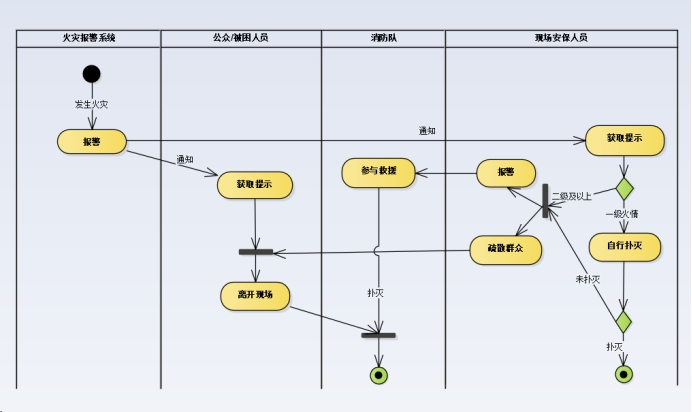 火灾报警系统
公众/被困人员
消防队
现场安保人员
发生火灾
通知
获取提示
报警
通知
参与救援
报警
获取提示
二级及以上
一级火情
疏散群众
自行扑灭
未扑灭
离开现场
扑灭
扑灭